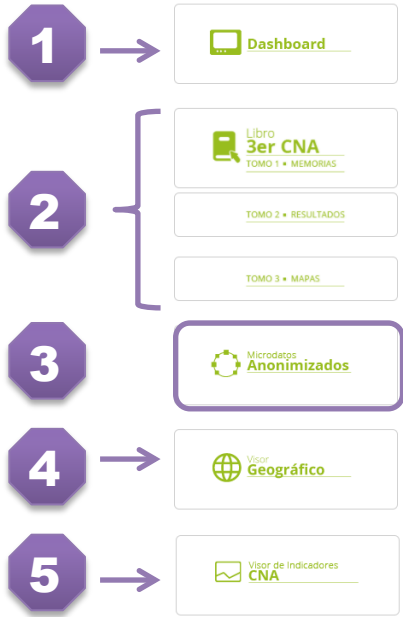 1
Dashboard
2
Libro
3er CNA
TOMO 1 • MEMORIAS
TOMO 2 • RESULTADOS
TOMO 3 • MAPAS
3
Microdatos
Anonimizados
4
Visor
Geográfico
5
Visor de Indicadores
CNA